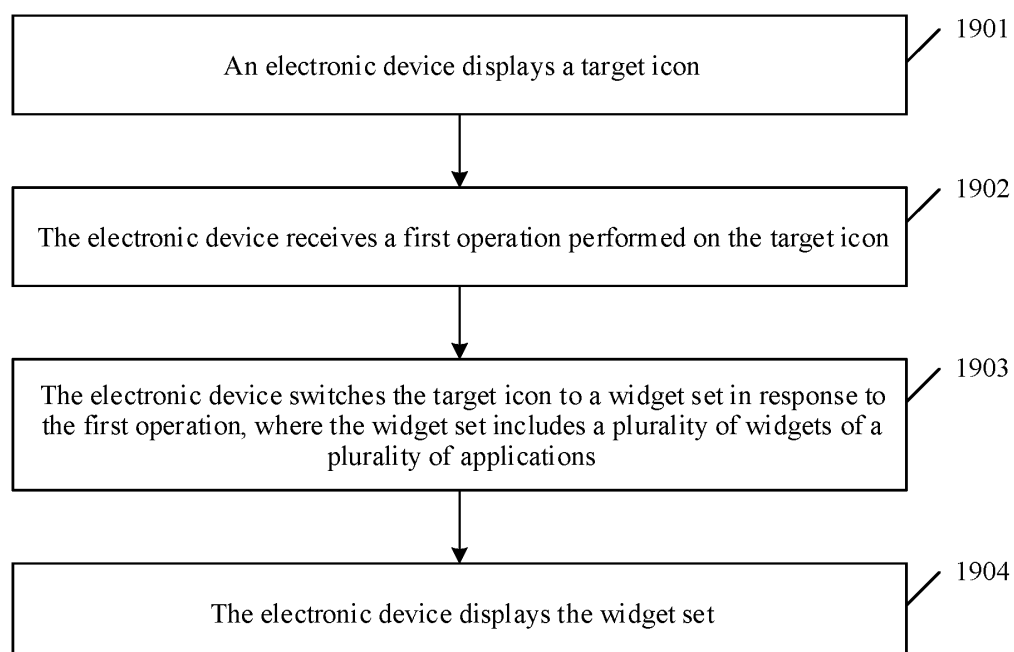 1901
An electronic device displays a target icon
1902
The electronic device receives a first operation performed on the target icon
1903
The electronic device switches the target icon to a widget set in response to
the first operation, where the widget set includes a plurality of widgets of a
plurality of applications
1904
The electronic device displays the widget set